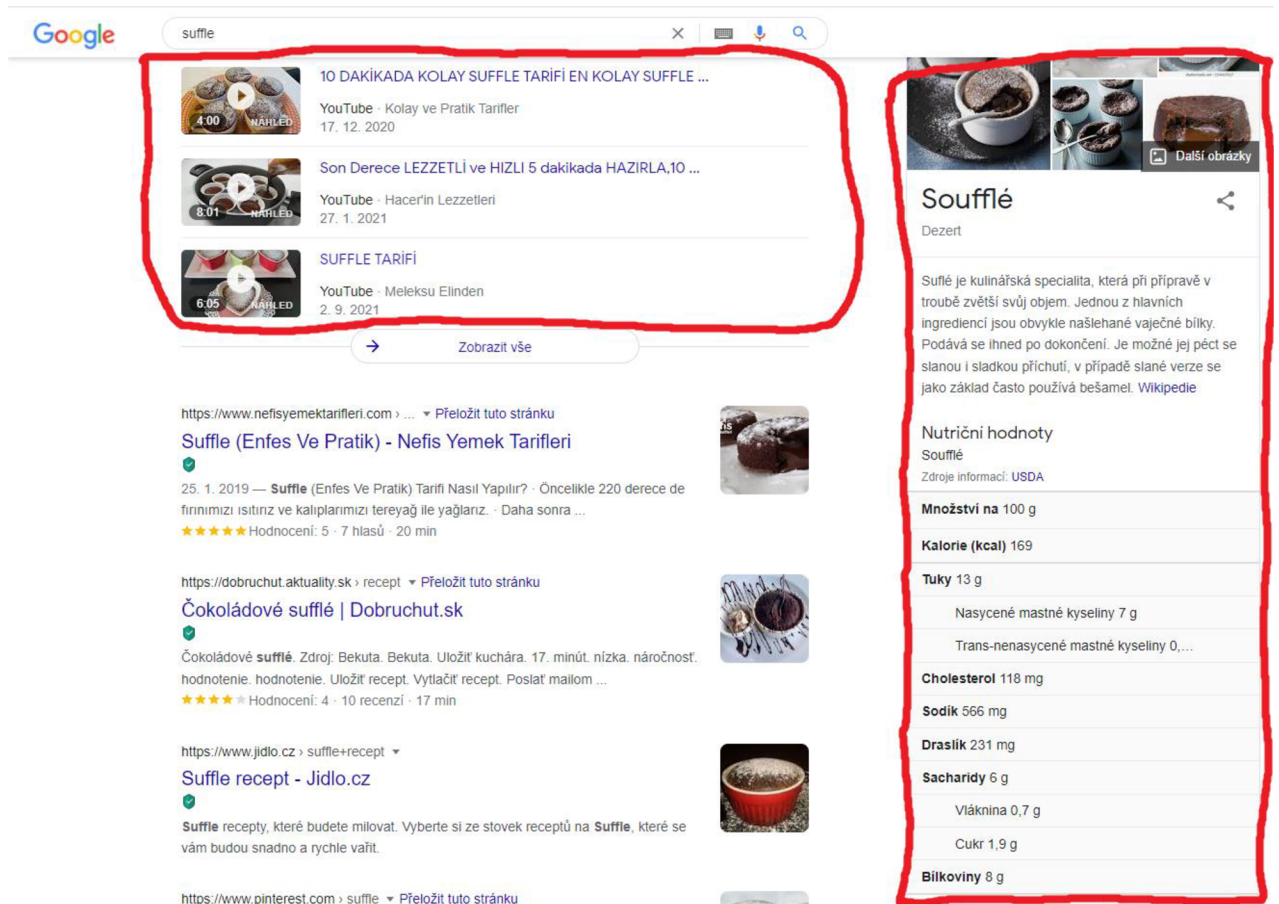 Google
suffle
10 DAKİKADA KOLAY SUFFLE TARİFİ EN KOLAY SUFFLE ...
YouTube · Kolay ve Pratik Tarifler
4:00 NÁHLED
17. 12. 2020
Son Derece LEZZETLİ ve HIZLI 5 dakikada HAZIRLA,10 ...
YouTube · Hacer'in Lezzetleri
8:01 NÁHLED
27. 1. 2021
SUFFLE TARİFİ
YouTube · Meleksu Elinden
6:05 NÁHLED
2. 9. 2021
Zobrazit vše
https://www.nefisyemektarifleri.com › ... Přeložit tuto stránku
Suffle (Enfes Ve Pratik) - Nefis Yemek Tarifleri
25. 1. 2019 — Suffle (Enfes Ve Pratik) Tarifi Nasıl Yapılır? · Öncelikle 220 derece de
fırınımızı ısıtırız ve kalıplarımızı tereyağ ile yağlarız. · Daha sonra ...
Hodnocení: 5 · 7 hlasů · 20 min
https://dobruchut.aktuality.sk › recept Přeložit tuto stránku
Čokoládové sufflé | Dobruchut.sk
Čokoládové sufflé. Zdroj: Bekuta. Bekuta. Uložiť kuchára. 17. minút. nízka. náročnosť.
hodnotenie. hodnotenie. Uložiť recept. Vytlačiť recept. Poslať mailom ...
Hodnocení: 4 · 10 recenzí · 17 min
https://www.jidlo.cz › suffle+recept
Suffle recept - Jidlo.cz
Suffle recepty, které budete milovat. Vyberte si ze stovek receptů na Suffle, které se
vám budou snadno a rychle vařit.
https://www.pinterest.com › suffle Přeložit tuto stránku
Další obrázky
Soufflé
Dezert
Suflé je kulinářská specialita, která při přípravě v
troubě zvětší svůj objem. Jednou z hlavních
ingrediencí jsou obvykle našlehané vaječné bílky.
Podává se ihned po dokončení. Je možné jej péct se
slanou i sladkou příchutí, v případě slané verze se
jako základ často používá bešamel. Wikipedie
Nutriční hodnoty
Soufflé
Zdroje informací: USDA
Množství na 100 g
Kalorie (kcal) 169
Tuky 13 g
Nasycené mastné kyseliny 7 g
Trans-nenasycené mastné kyseliny 0,...
Cholesterol 118 mg
Sodík 566 mg
Draslík 231 mg
Sacharidy 6 g
Vláknina 0,7 g
Cukr 1,9 g
Bílkoviny 8 g